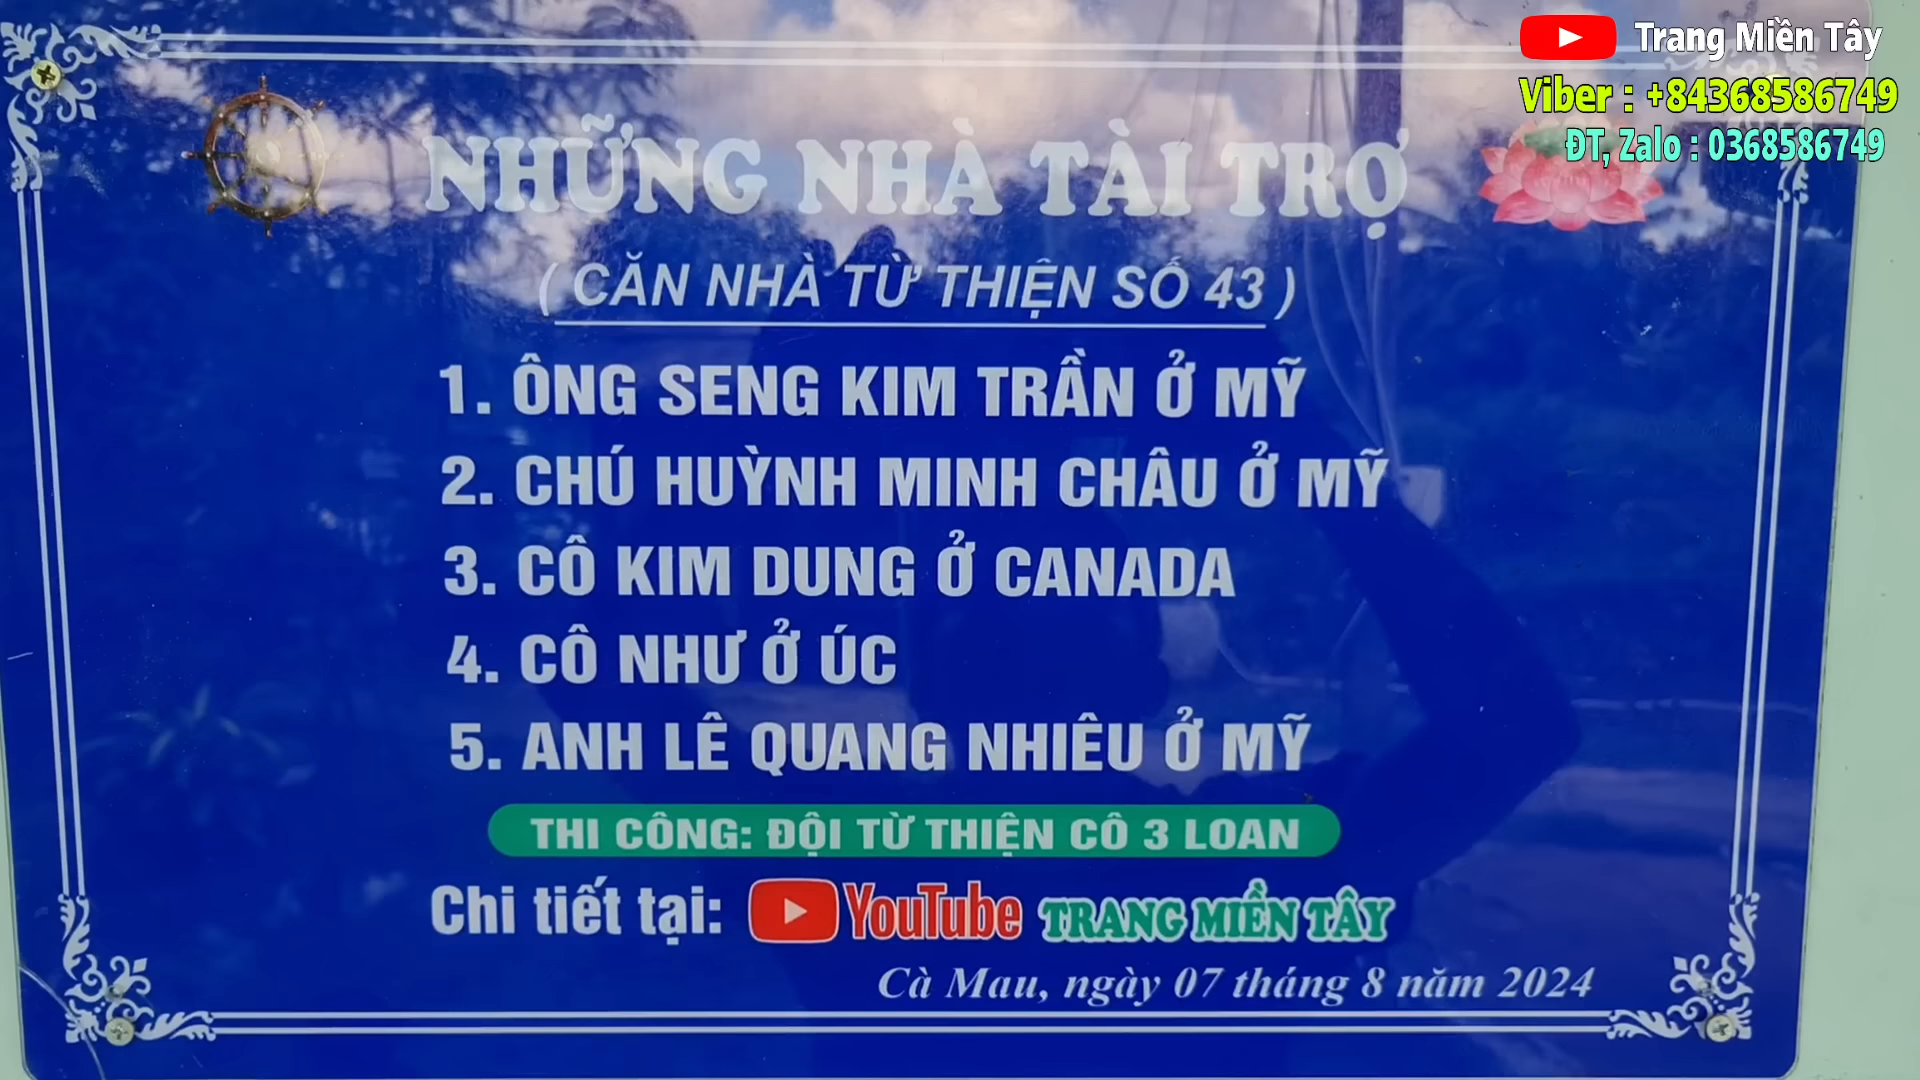 Trang Miền Tây
Viber : +84368586749
ĐT, Zalo : 0368586749
NHỮNG NHÀ TÀI TRỢ
( CĂN NHÀ TỪ THIỆN SỐ 43 )
1. ÔNG SENG KIM TRẦN Ở MỸ
2. CHÚ HUỲNH MINH CHÂU Ở MỸ
3. CÔ KIM DUNG Ở CANADA
4. CÔ NHƯ Ở ÚC
5. ANH LÊ QUANG NHIÊU Ở MỸ
THI CÔNG: ĐỘI TỪ THIỆN CÔ 3 LOAN
Chi tiết tại: YouTube TRANG MIỀN TÂY
Cà Mau, ngày 07 tháng 8 năm 2024